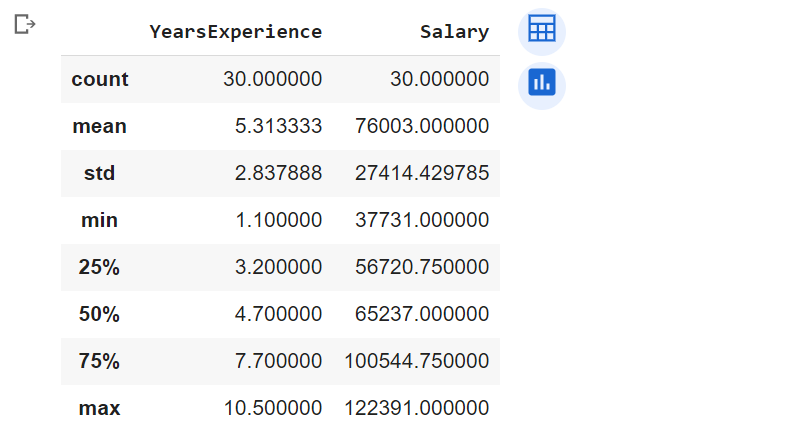 YearsExperience Salary
count 30.000000 30.000000
mean 5.313333 76003.000000
std 2.837888 27414.429785
min 1.100000 37731.000000
25% 3.200000 56720.750000
50% 4.700000 65237.000000
75% 7.700000 100544.750000
max 10.500000 122391.000000